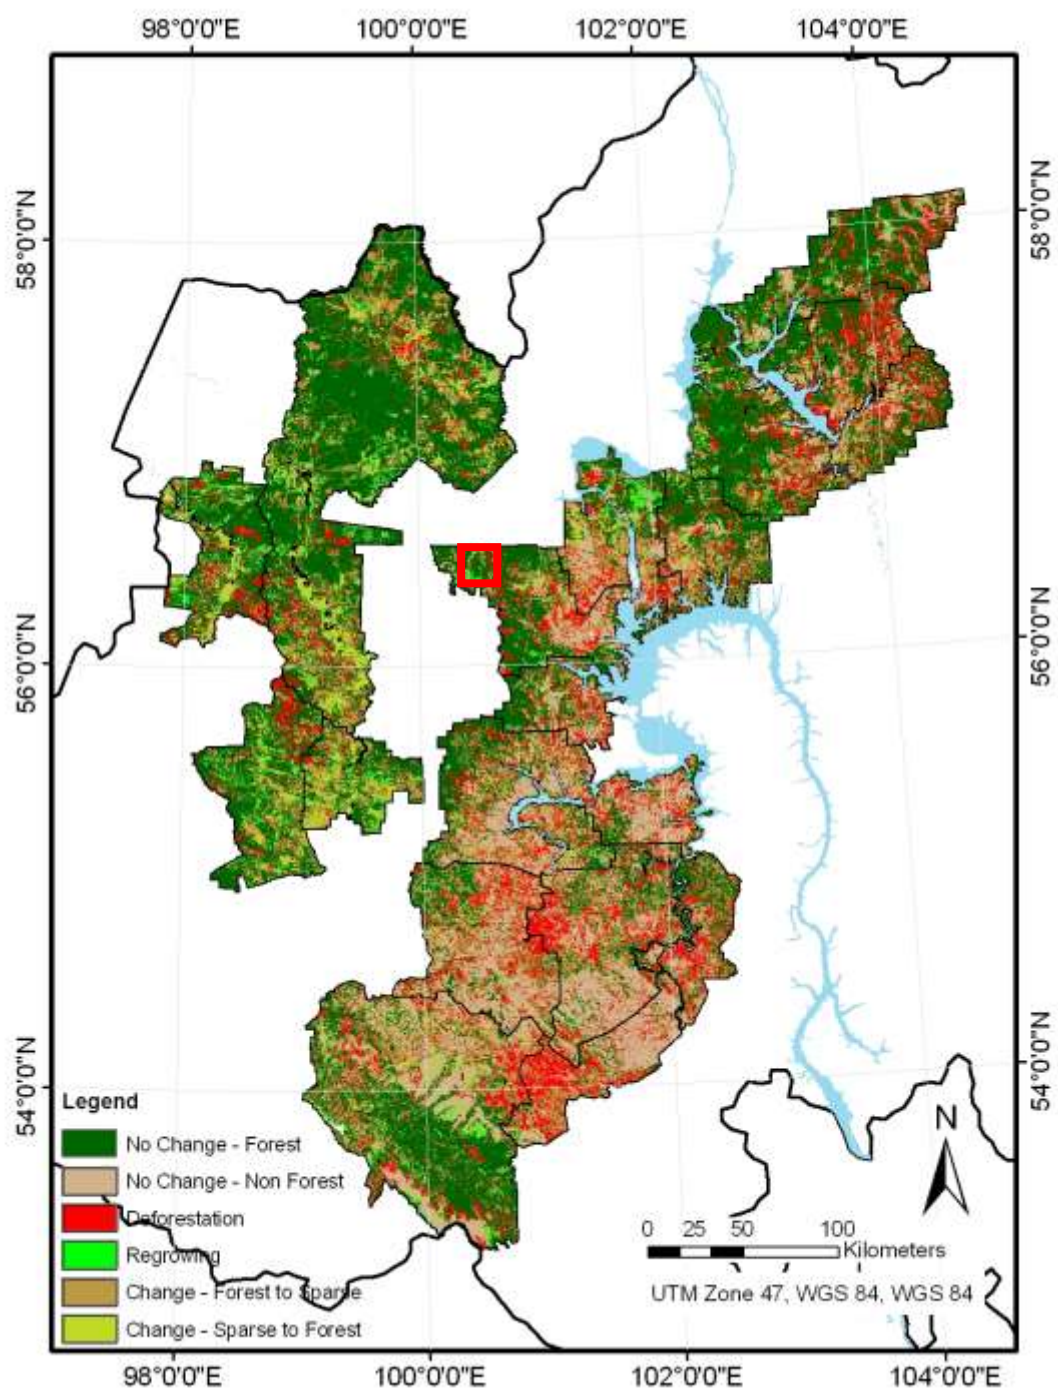 98°0'0"E 100°0'0"E 102°0'0"E 104°0'0"E
58°0'0"N 58°0'0"N
56°0'0"N 56°0'0"N
54°0'0"N 54°0'0"N
Legend
No Change - Forest
No Change - Non Forest
Deforestation
Regrowing
Change - Forest to Sparse
Change - Sparse to Forest
N
0 25 50 100
Kilometers
UTM Zone 47, WGS 84, WGS 84
98°0'0"E 100°0'0"E 102°0'0"E 104°0'0"E